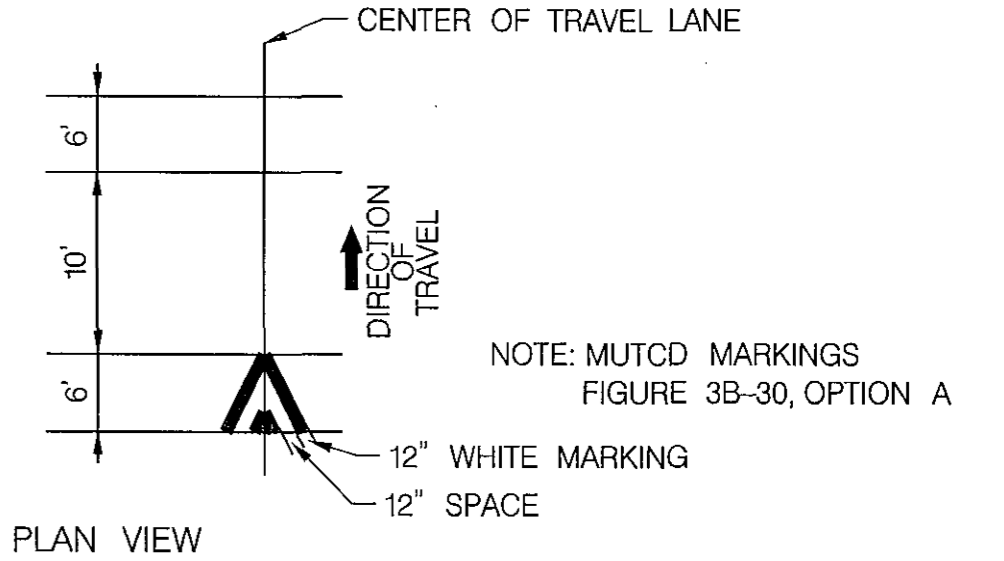 CENTER OF TRAVEL LANE
6'
10'
DIRECTION
OF
TRAVEL
6'
NOTE: MUTCD MARKINGS
FIGURE 3B-30, OPTION A
12" WHITE MARKING
12" SPACE
PLAN VIEW